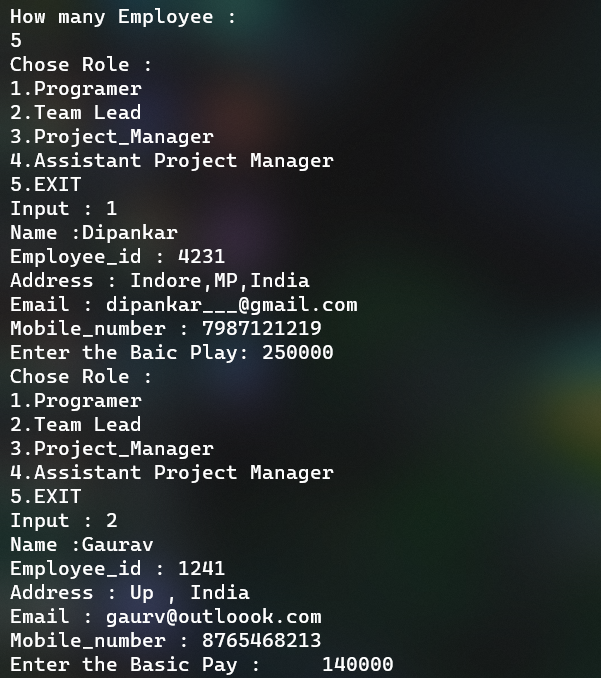 How many Employee :
5
Chose Role :
1.Programer
2.Team Lead
3.Project_Manager
4.Assistant Project Manager
5.EXIT
Input : 1
Name :Dipankar
Employee_id : 4231
Address : Indore,MP,India
Email : dipankar___@gmail.com
Mobile_number : 7987121219
Enter the Baic Play: 250000
Chose Role :
1.Programer
2.Team Lead
3.Project_Manager
4.Assistant Project Manager
5.EXIT
Input : 2
Name :Gaurav
Employee_id : 1241
Address : Up , India
Email : gaurv@outloook.com
Mobile_number : 8765468213
Enter the Basic Pay :     140000